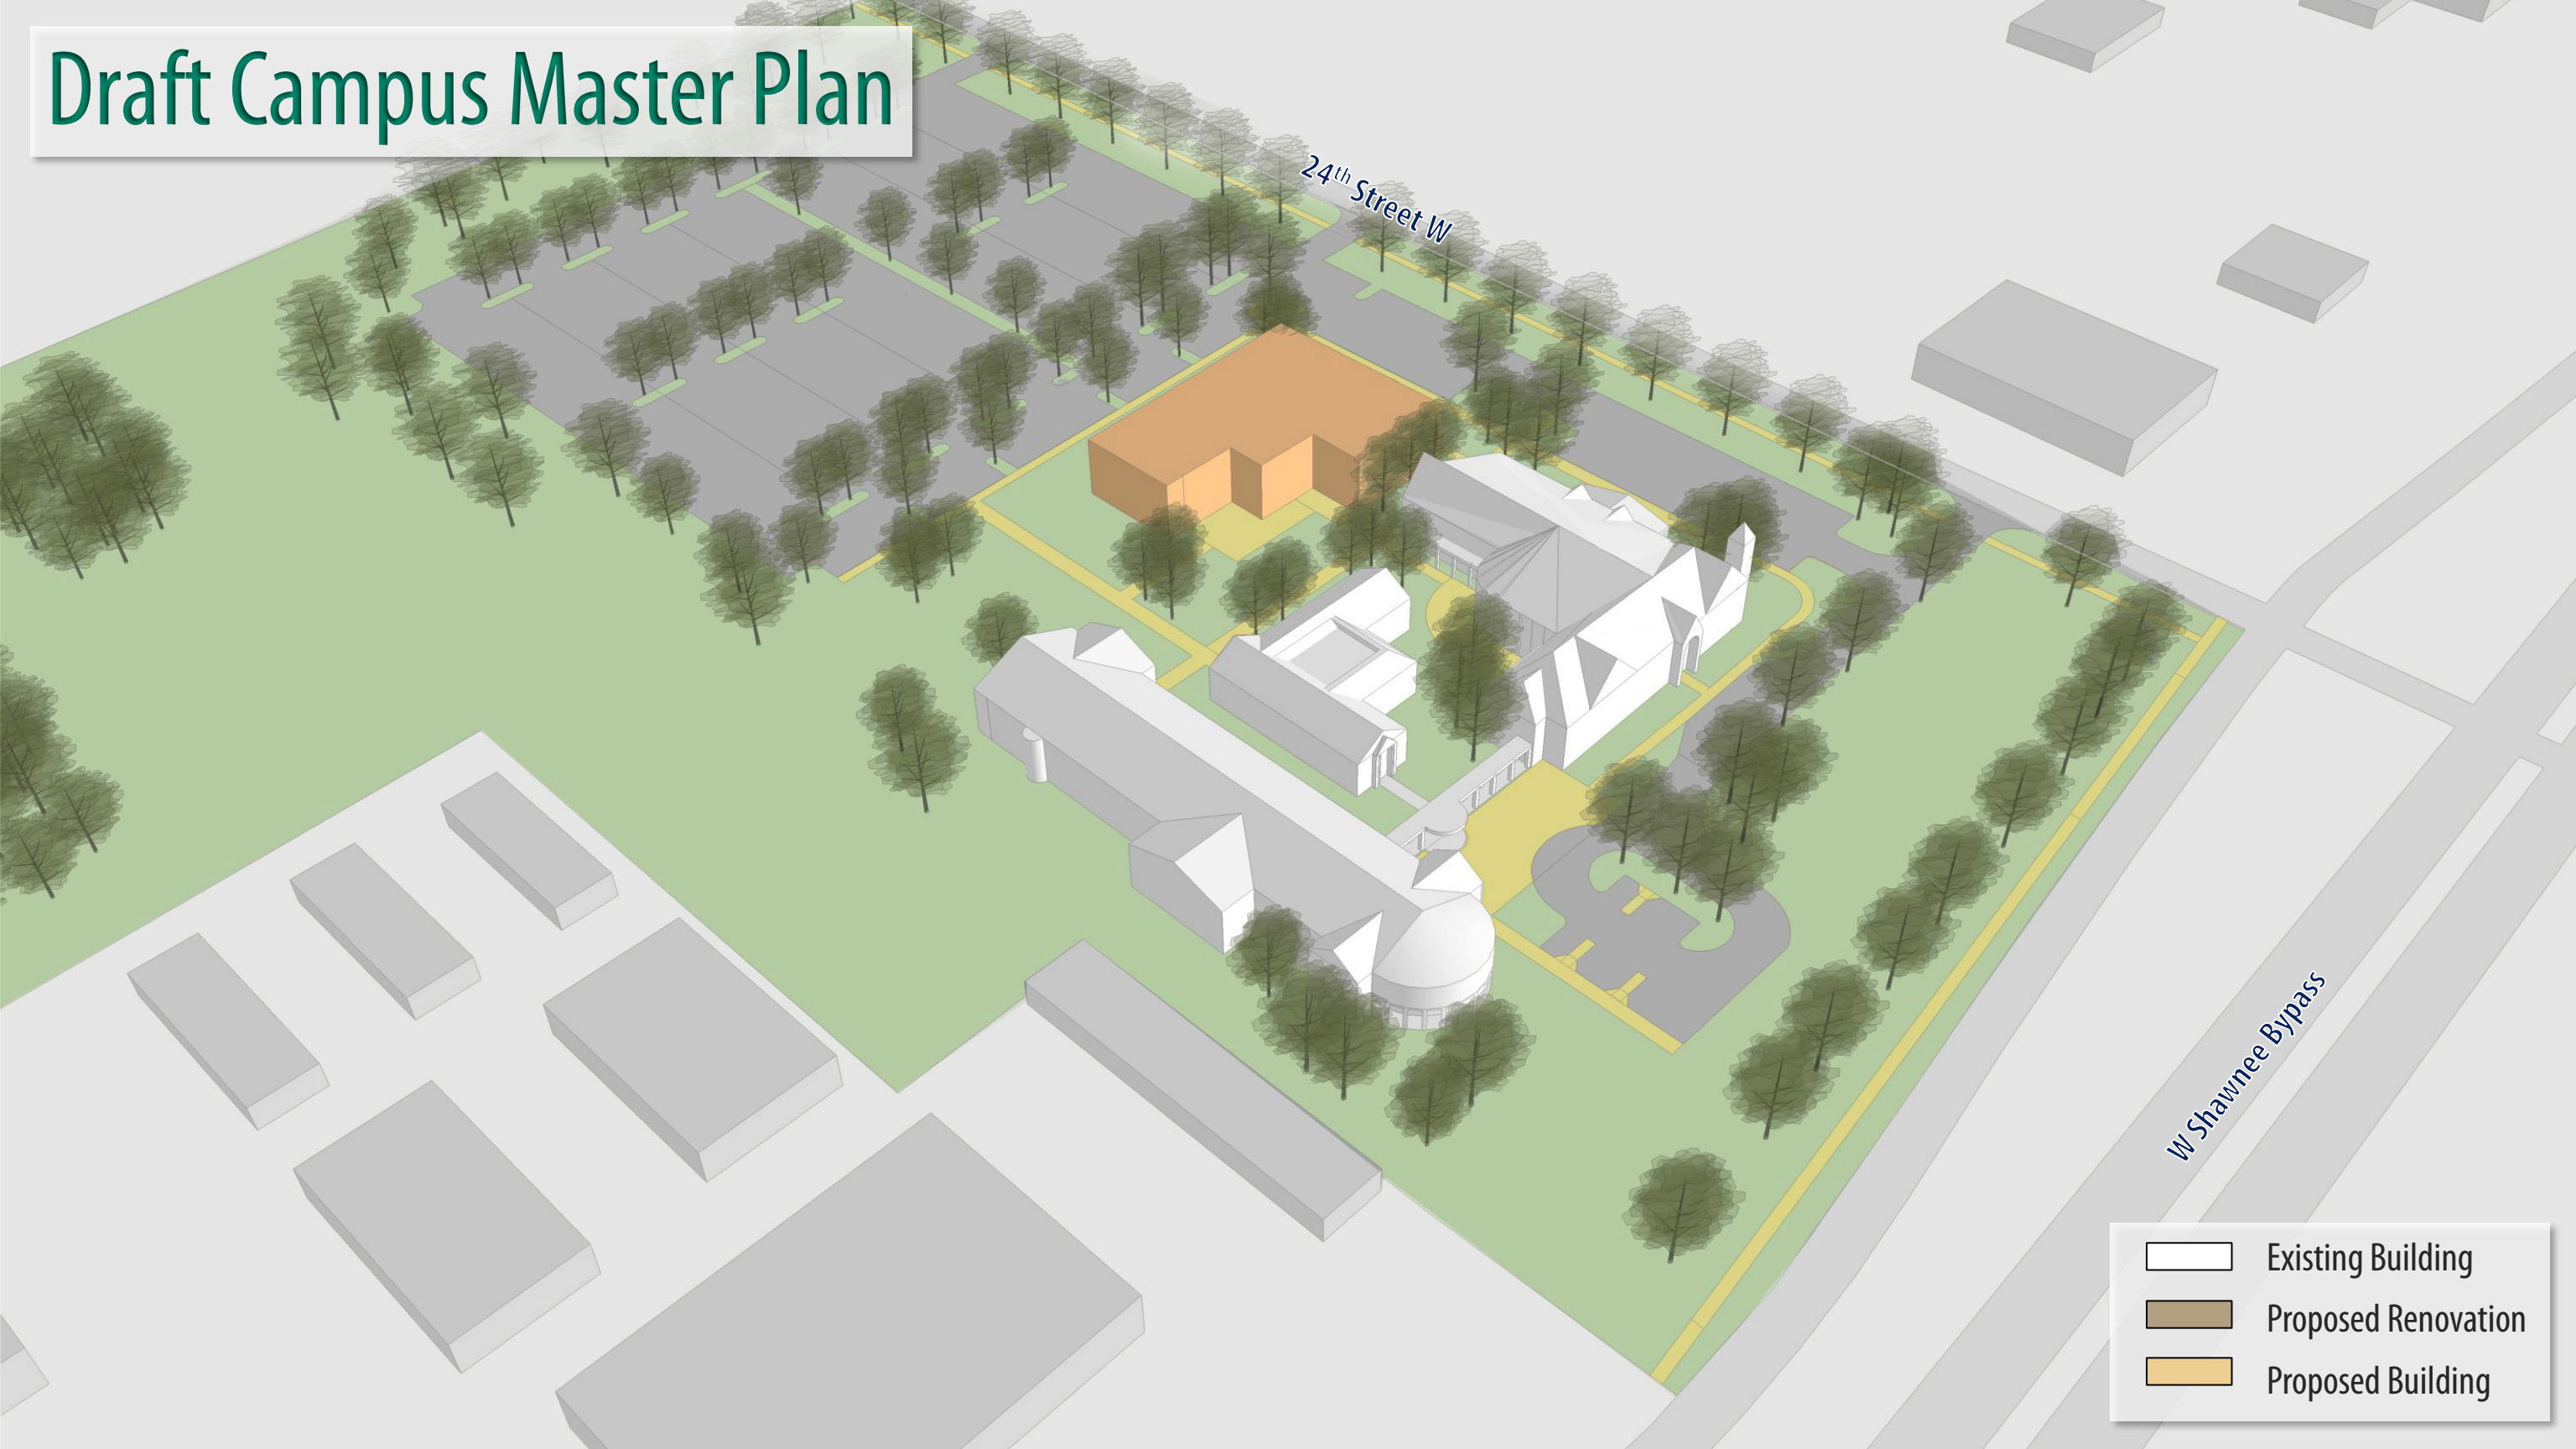 Draft Campus Master Plan
24th Street W
W Shawnee Bypass
Existing Building
Proposed Renovation
Proposed Building